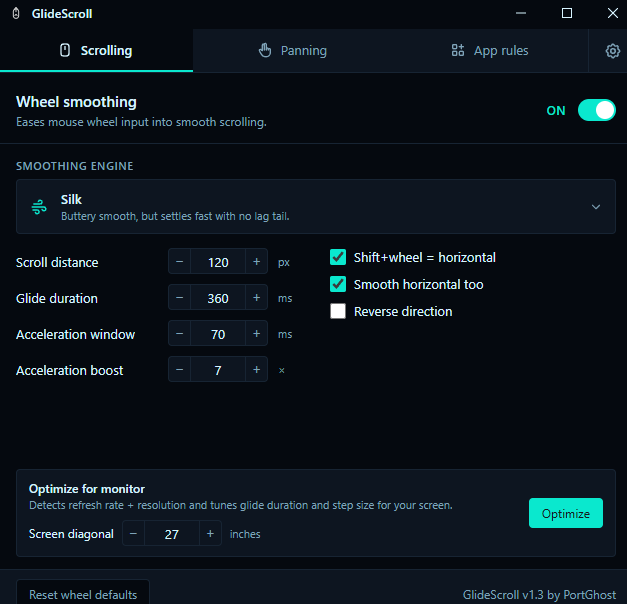 GlideScroll
Scrolling
Panning
App rules
Wheel smoothing
Eases mouse wheel input into smooth scrolling.
ON
SMOOTHING ENGINE
Silk
Buttery smooth, but settles fast with no lag tail.
Scroll distance − 120 + px
Glide duration − 360 + ms
Acceleration window − 70 + ms
Acceleration boost − 7 + ×
Shift+wheel = horizontal
Smooth horizontal too
Reverse direction
Optimize for monitor
Detects refresh rate + resolution and tunes glide duration and step size for your screen.
Screen diagonal − 27 + inches
Optimize
Reset wheel defaults
GlideScroll v1.3 by PortGhost